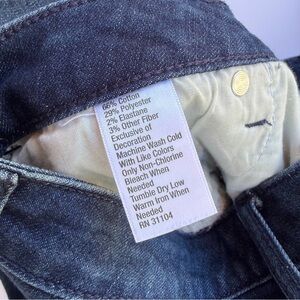 66% Cotton
29% Polyester
2% Elastane
3% Other Fiber
Exclusive of
Decoration
Machine Wash Cold
With Like Colors
Only Non-Chlorine
Bleach When
Needed
Tumble Dry Low
Warm Iron When
Needed
RN 31104